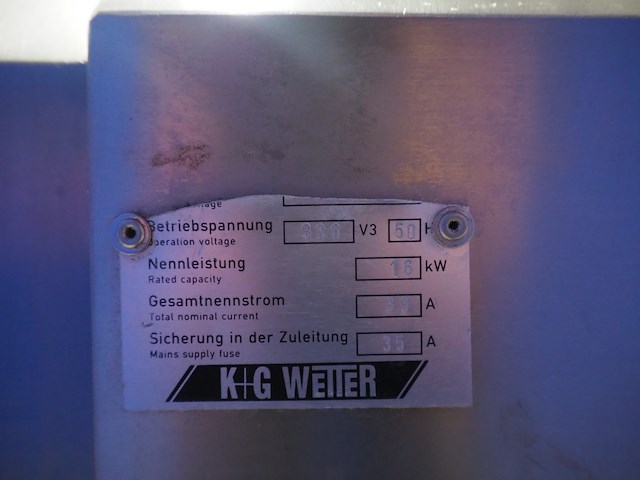 Betriebspannung V3 50 H
Operation voltage
Nennleistung 16 kW
Rated capacity
Gesamtnennstrom A
Total nominal current
Sicherung in der Zuleitung 35 A
Mains supply fuse
K+G WETTER